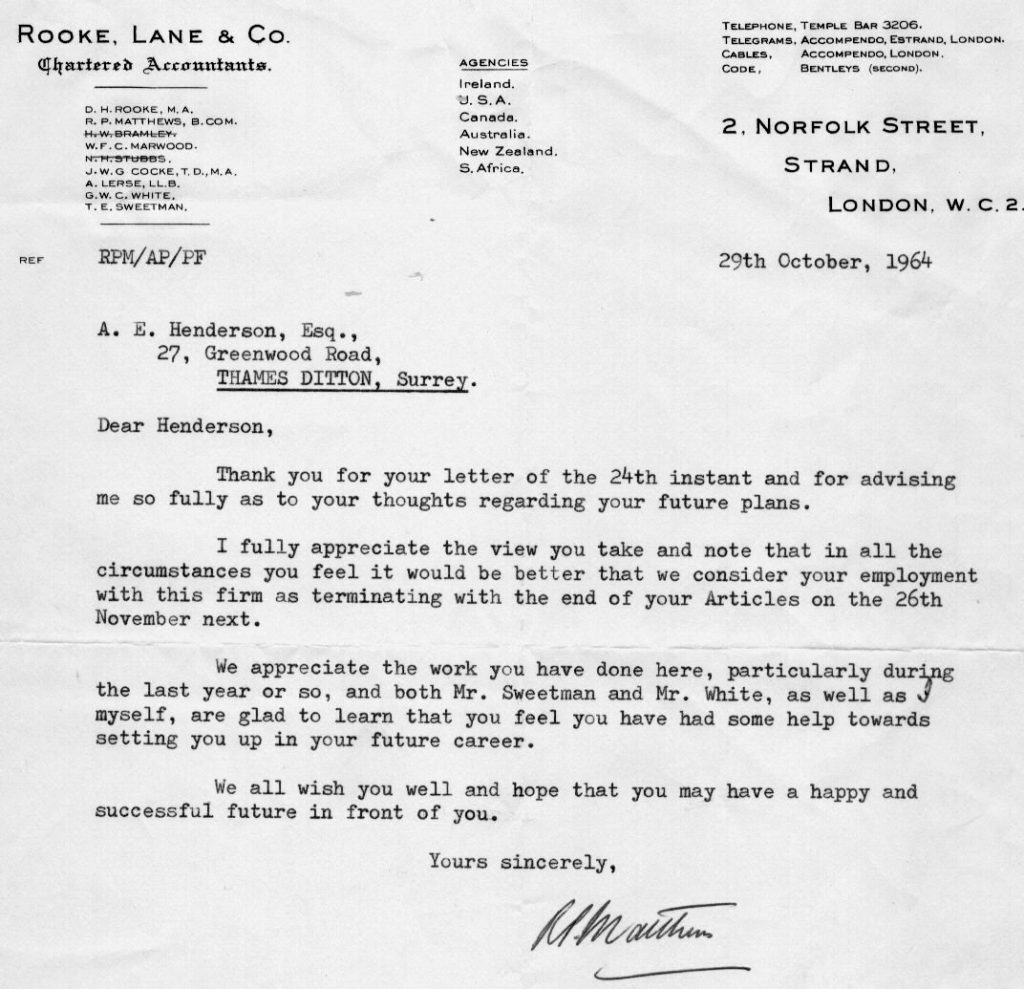 ROOKE, LANE & CO.
Chartered Accountants.
D. H. ROOKE, M. A.
R. P. MATTHEWS, B. COM.
H. W. BRAMLEY.
W. F. C. MARWOOD.
N. H. STUBBS,
J. W. G COCKE, T. D., M. A.
A. LERSE, LL. B.
G. W. C. WHITE,
T. E. SWEETMAN,
AGENCIES
Ireland.
U. S. A.
Canada.
Australia.
New Zealand.
S. Africa.
TELEPHONE, TEMPLE BAR 3206.
TELEGRAMS, ACCOMPENDO, ESTRAND, LONDON.
CABLES, ACCOMPENDO, LONDON.
CODE, BENTLEYS (SECOND).
2, NORFOLK STREET,
STRAND,
LONDON, W. C. 2.
REF RPM/AP/PF
29th October, 1964
A. E. Henderson, Esq.,
27, Greenwood Road,
THAMES DITTON, Surrey.
Dear Henderson,
Thank you for your letter of the 24th instant and for advising
me so fully as to your thoughts regarding your future plans.
I fully appreciate the view you take and note that in all the
circumstances you feel it would be better that we consider your employment
with this firm as terminating with the end of your Articles on the 26th
November next.
We appreciate the work you have done here, particularly during
the last year or so, and both Mr. Sweetman and Mr. White, as well as
myself, are glad to learn that you feel you have had some help towards
setting you up in your future career.
We all wish you well and hope that you may have a happy and
successful future in front of you.
Yours sincerely,
R P Matthews